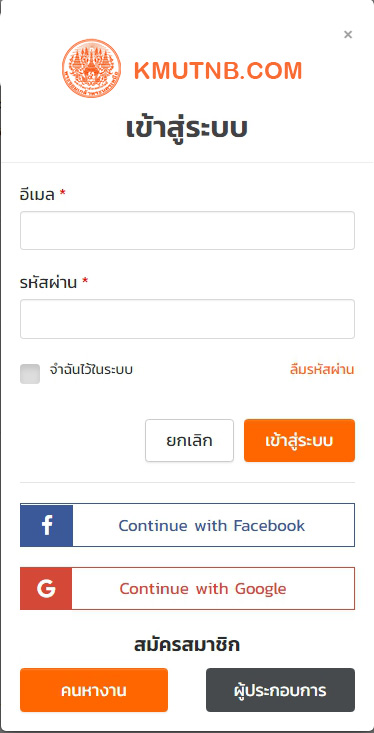 ×
KMUTNB.COM
เข้าสู่ระบบ
อีเมล *
รหัสผ่าน *
จำฉันไว้ในระบบ
ลืมรหัสผ่าน
ยกเลิก
เข้าสู่ระบบ
Continue with Facebook
G Continue with Google
สมัครสมาชิก
คนหางาน
ผู้ประกอบการ